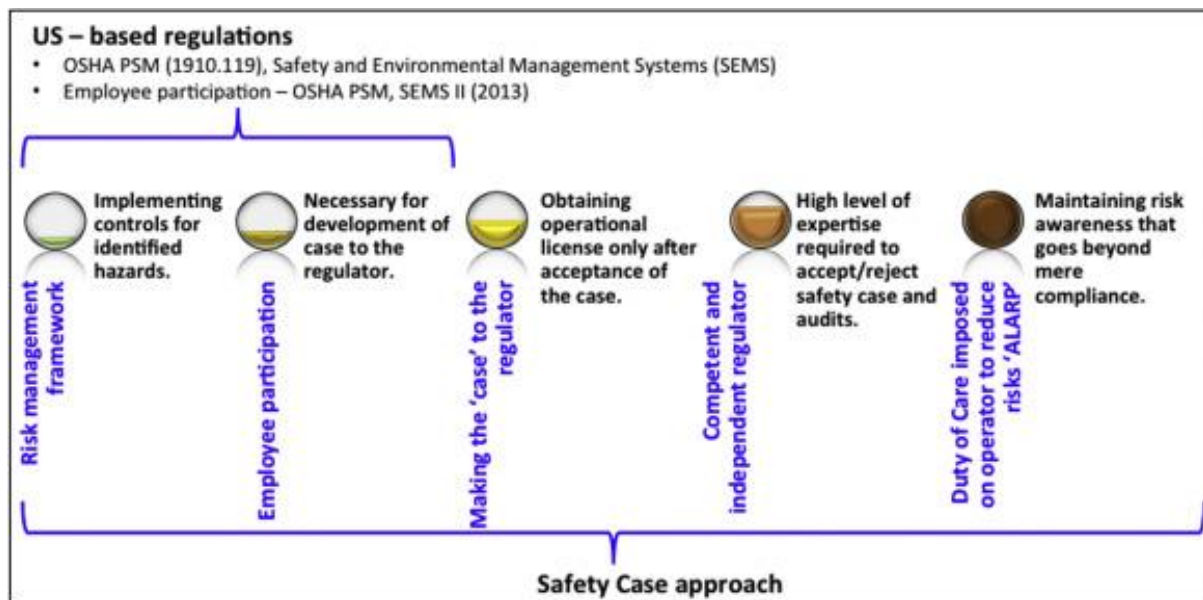 US – based regulations
• OSHA PSM (1910.119), Safety and Environmental Management Systems (SEMS)
• Employee participation – OSHA PSM, SEMS II (2013)
Implementing
controls for
identified
hazards.
Risk management
framework
Necessary for
development of
case to the
regulator.
Employee participation
Obtaining
operational
license only after
acceptance of
the case.
Making the ‘case’ to the
regulator
High level of
expertise
required to
accept/reject
safety case and
audits.
Competent and
independent regulator
Maintaining risk
awareness that
goes beyond
mere
compliance.
Duty of Care imposed
on operator to reduce
risks ‘ALARP’
Safety Case approach